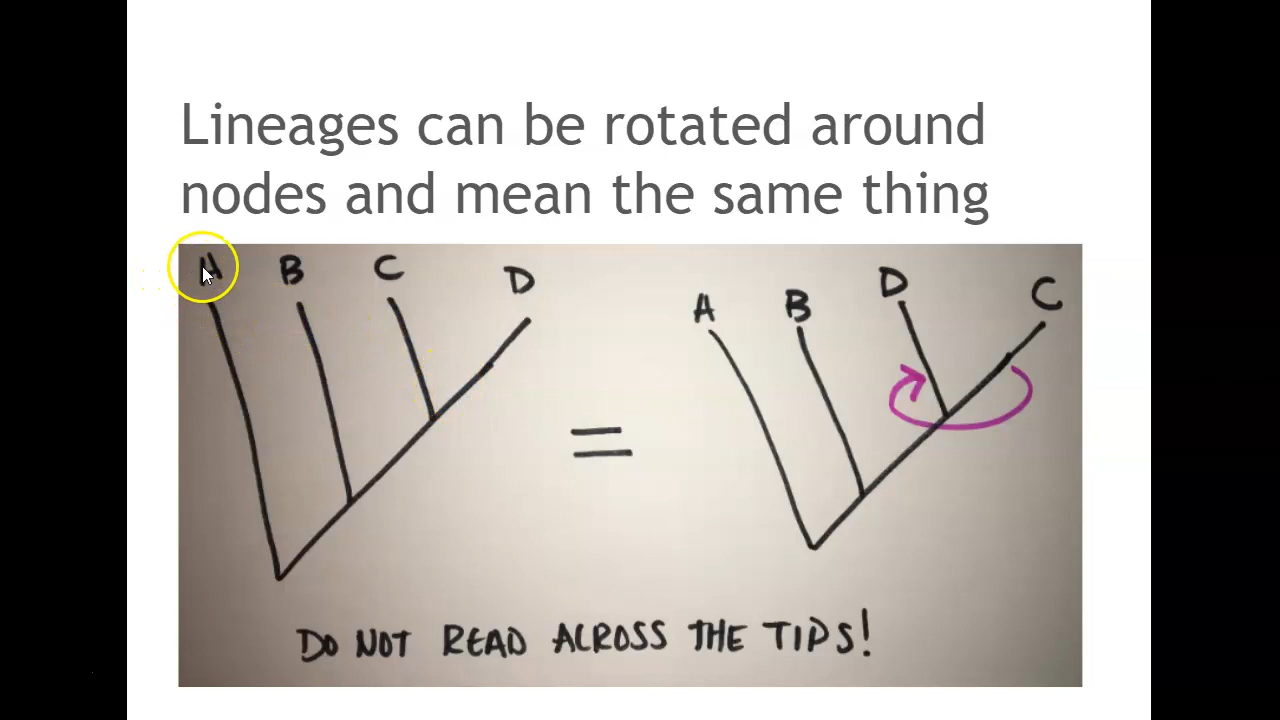 Lineages can be rotated around
nodes and mean the same thing
A B C D
A B D C
=
DO NOT READ ACROSS THE TIPS!